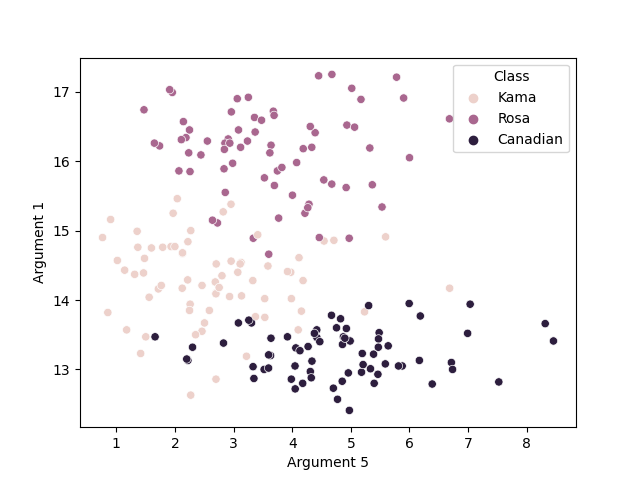 Class
Kama
Rosa
Canadian
17
16
15
14
13
Argument 1
1 2 3 4 5 6 7 8
Argument 5